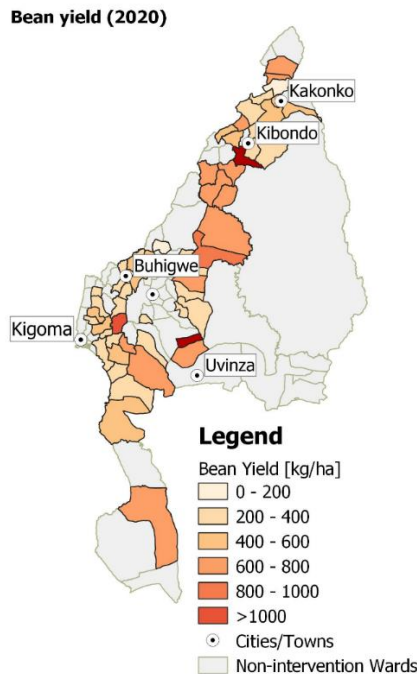 Bean yield (2020)
Kakonko
Kibondo
Buhigwe
Kigoma
Uvinza
Legend
Bean Yield [kg/ha]
0 - 200
200 - 400
400 - 600
600 - 800
800 - 1000
>1000
Cities/Towns
Non-intervention Wards